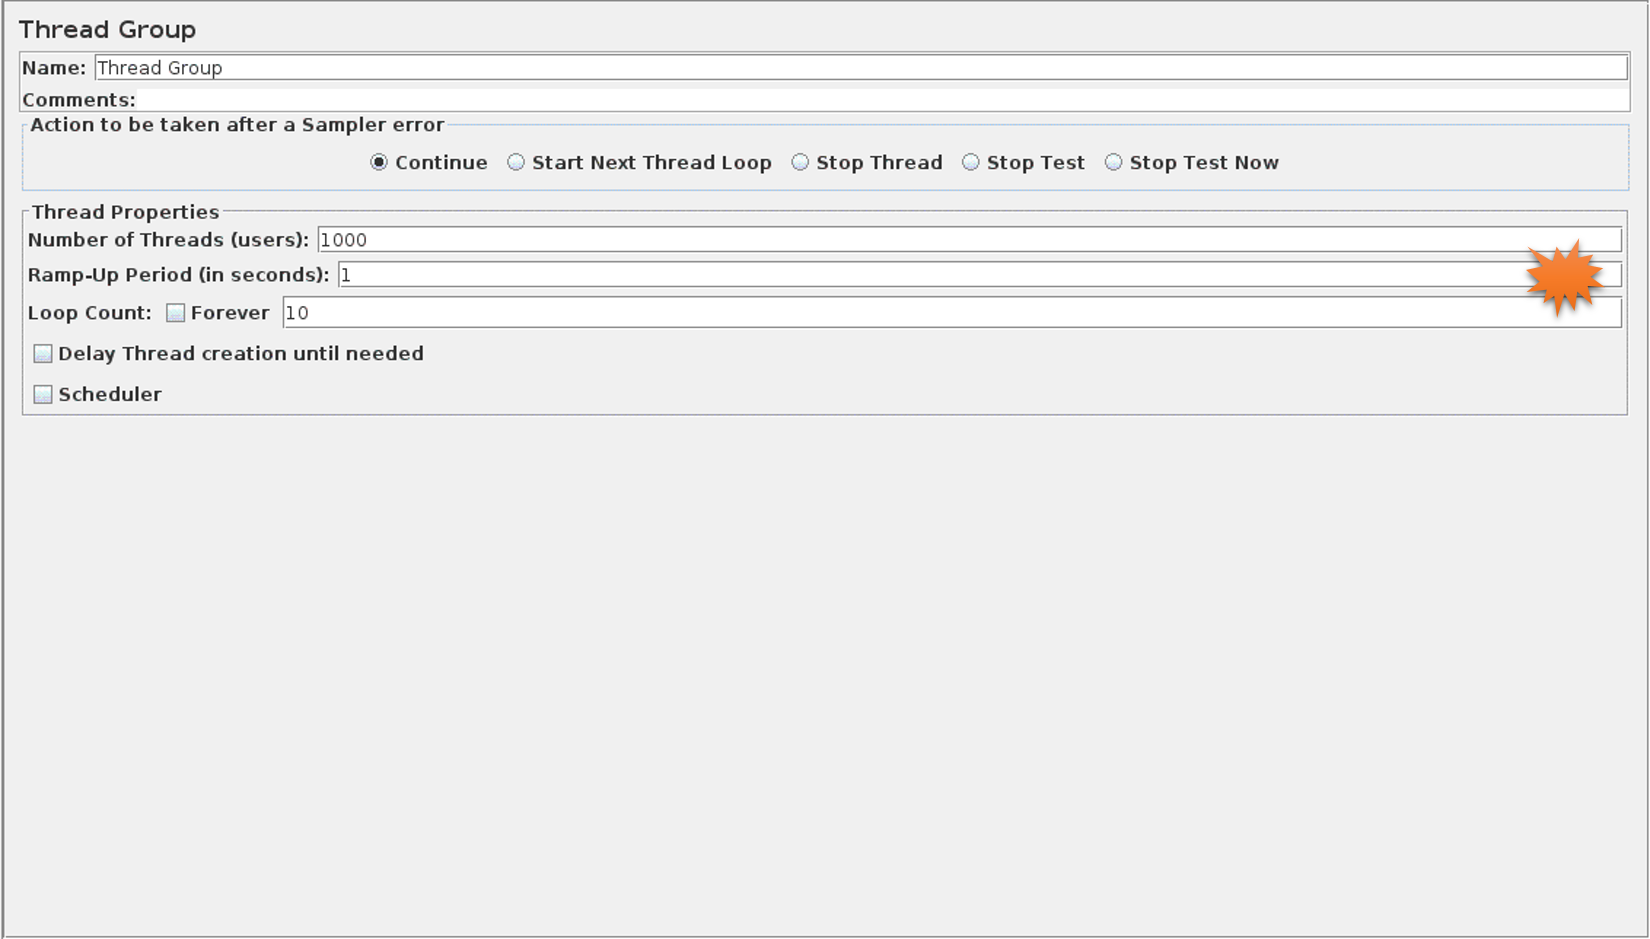 Thread Group
Name: Thread Group
Comments:
Action to be taken after a Sampler error
Continue Start Next Thread Loop Stop Thread Stop Test Stop Test Now
Thread Properties
Number of Threads (users): 1000
Ramp-Up Period (in seconds): 1
Loop Count: Forever 10
Delay Thread creation until needed
Scheduler